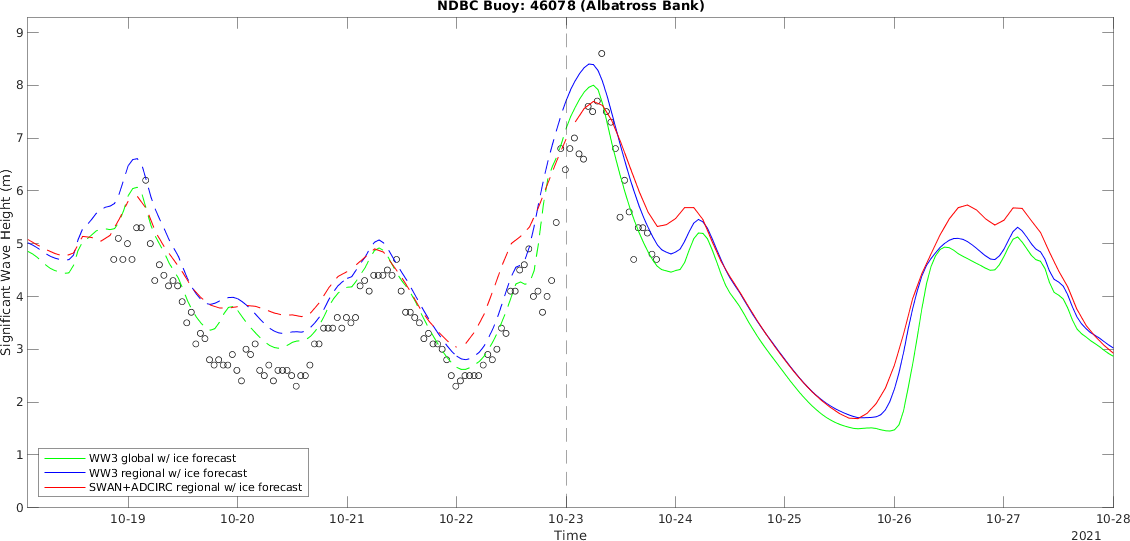 NDBC Buoy: 46078 (Albatross Bank)
Significant Wave Height (m)
9
8
7
6
5
4
3
2
1
0
WW3 global w/ ice forecast
WW3 regional w/ ice forecast
SWAN+ADCIRC regional w/ ice forecast
10-19 10-20 10-21 10-22 10-23 10-24 10-25 10-26 10-27 10-28
Time
2021